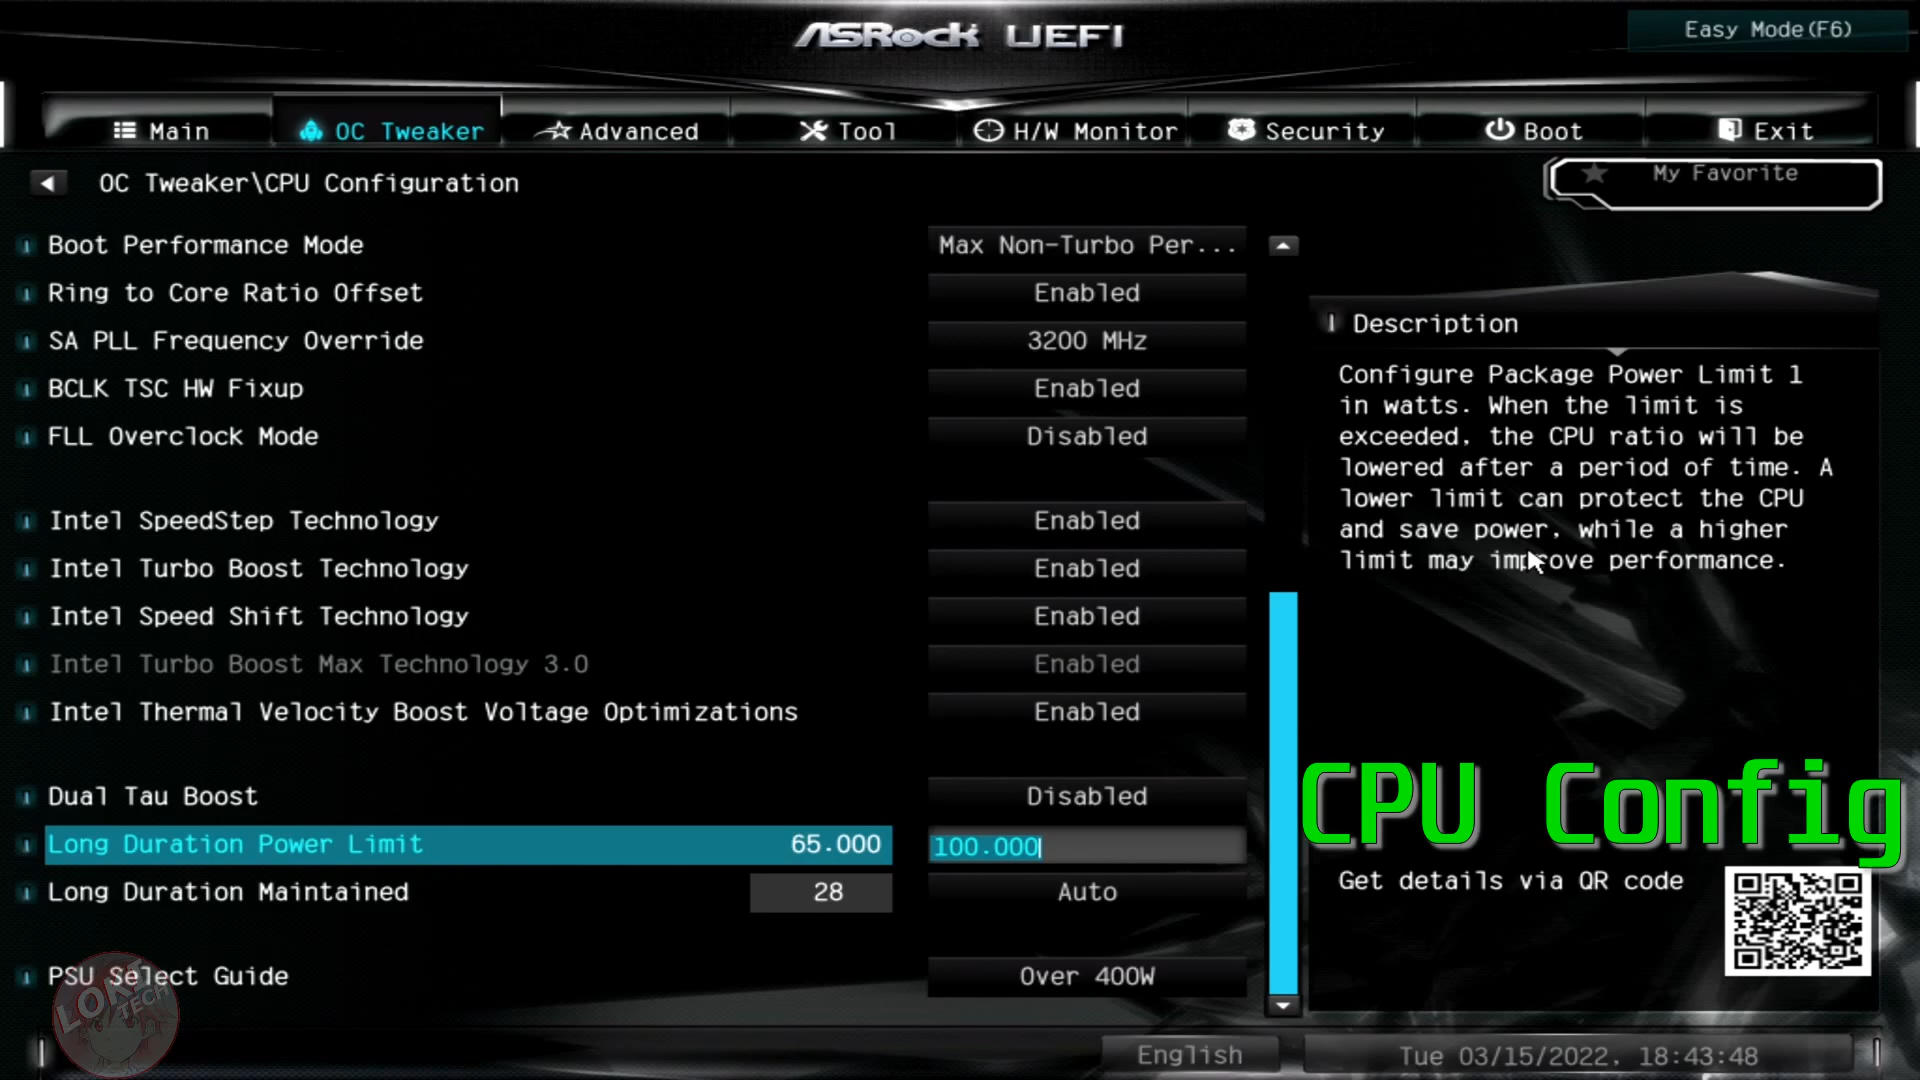 ASRock UEFI
Easy Mode(F6)
Main
OC Tweaker
Advanced
Tool
H/W Monitor
Security
Boot
Exit
OC Tweaker\CPU Configuration
My Favorite
Boot Performance Mode Max Non-Turbo Per...
Ring to Core Ratio Offset Enabled
SA PLL Frequency Override 3200 MHz
BCLK TSC HW Fixup Enabled
FLL Overclock Mode Disabled
Intel SpeedStep Technology Enabled
Intel Turbo Boost Technology Enabled
Intel Speed Shift Technology Enabled
Intel Turbo Boost Max Technology 3.0 Enabled
Intel Thermal Velocity Boost Voltage Optimizations Enabled
Dual Tau Boost Disabled
Long Duration Power Limit 65.000 100.000
Long Duration Maintained 28 Auto
PSU Select Guide Over 400W
Description
Configure Package Power Limit 1
in watts. When the limit is
exceeded, the CPU ratio will be
lowered after a period of time. A
lower limit can protect the CPU
and save power, while a higher
limit may improve performance.
CPU Config
Get details via QR code
LOKI
TECH
English
Tue 03/15/2022, 18:43:48